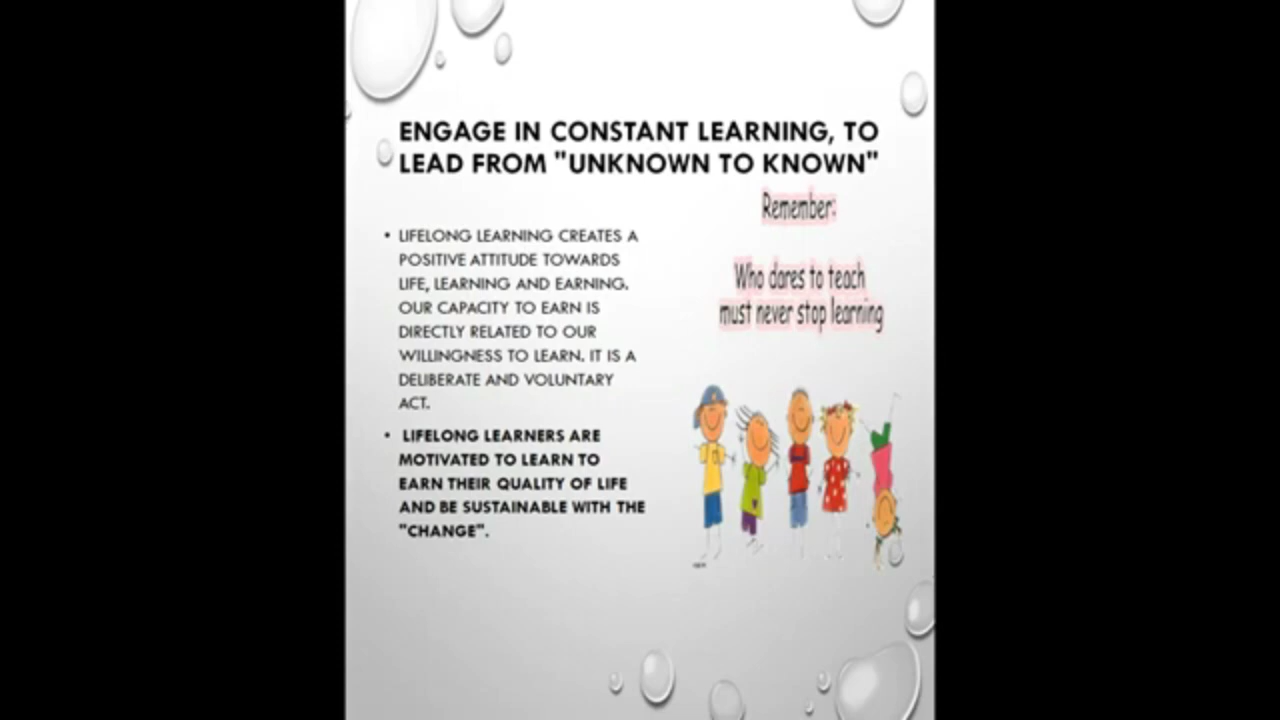 ENGAGE IN CONSTANT LEARNING, TO
LEAD FROM "UNKNOWN TO KNOWN"
• LIFELONG LEARNING CREATES A
POSITIVE ATTITUDE TOWARDS
LIFE, LEARNING AND EARNING.
OUR CAPACITY TO EARN IS
DIRECTLY RELATED TO OUR
WILLINGNESS TO LEARN. IT IS A
DELIBERATE AND VOLUNTARY
ACT.
• LIFELONG LEARNERS ARE
MOTIVATED TO LEARN TO
EARN THEIR QUALITY OF LIFE
AND BE SUSTAINABLE WITH THE
"CHANGE".
Remember:
Who dares to teach
must never stop learning